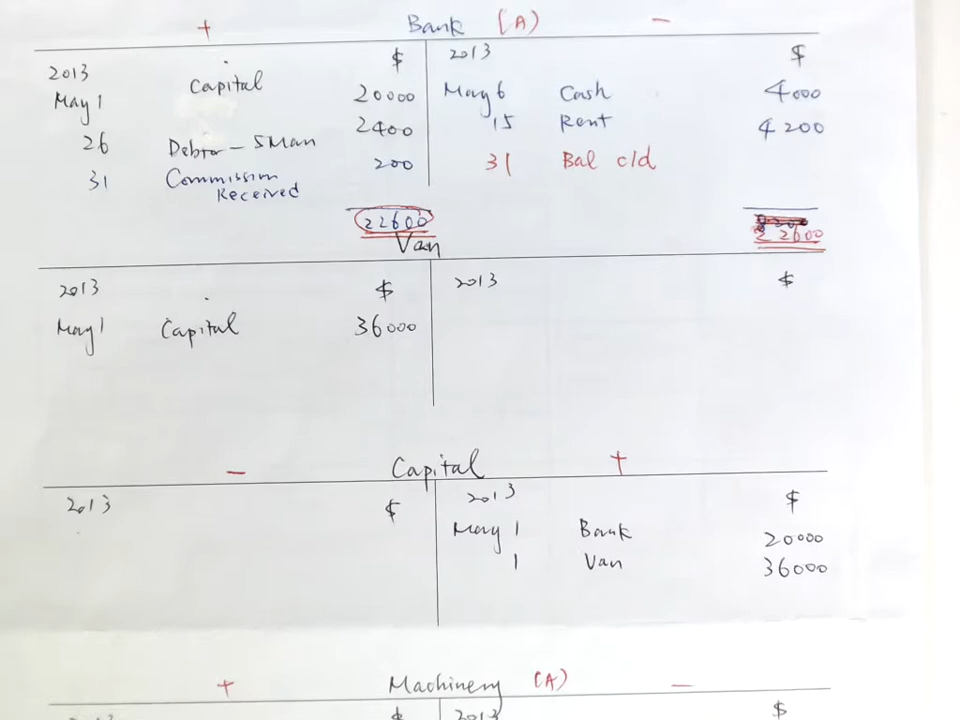 + Bank (A) −
2013 $ 2013 $
May 1 Capital 20000 May 6 Cash 4000
26 Debtor - SMan 2400 15 Rent 4200
31 Commission Received 200 31 Bal c/d
22600 22600
Van
2013 $ 2013 $
May 1 Capital 36000
− Capital +
2013 $ 2013 $
May 1 Bank 20000
1 Van 36000
+ Machinery (A) −
$ 2013 $